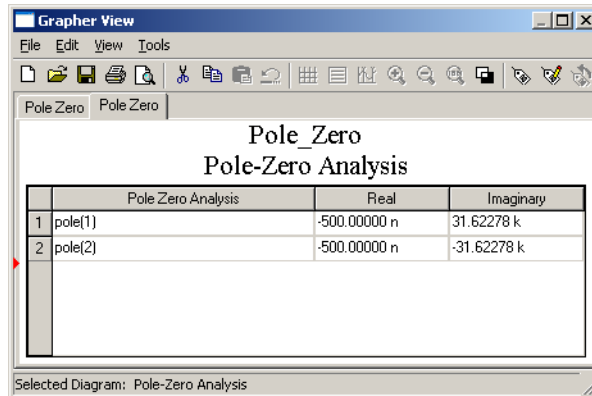 Grapher View
File Edit View Tools
Pole Zero Pole Zero
Pole_Zero
Pole-Zero Analysis
Pole Zero Analysis Real Imaginary
1 pole(1) -500.00000 n 31.62278 k
2 pole(2) -500.00000 n -31.62278 k
Selected Diagram: Pole-Zero Analysis